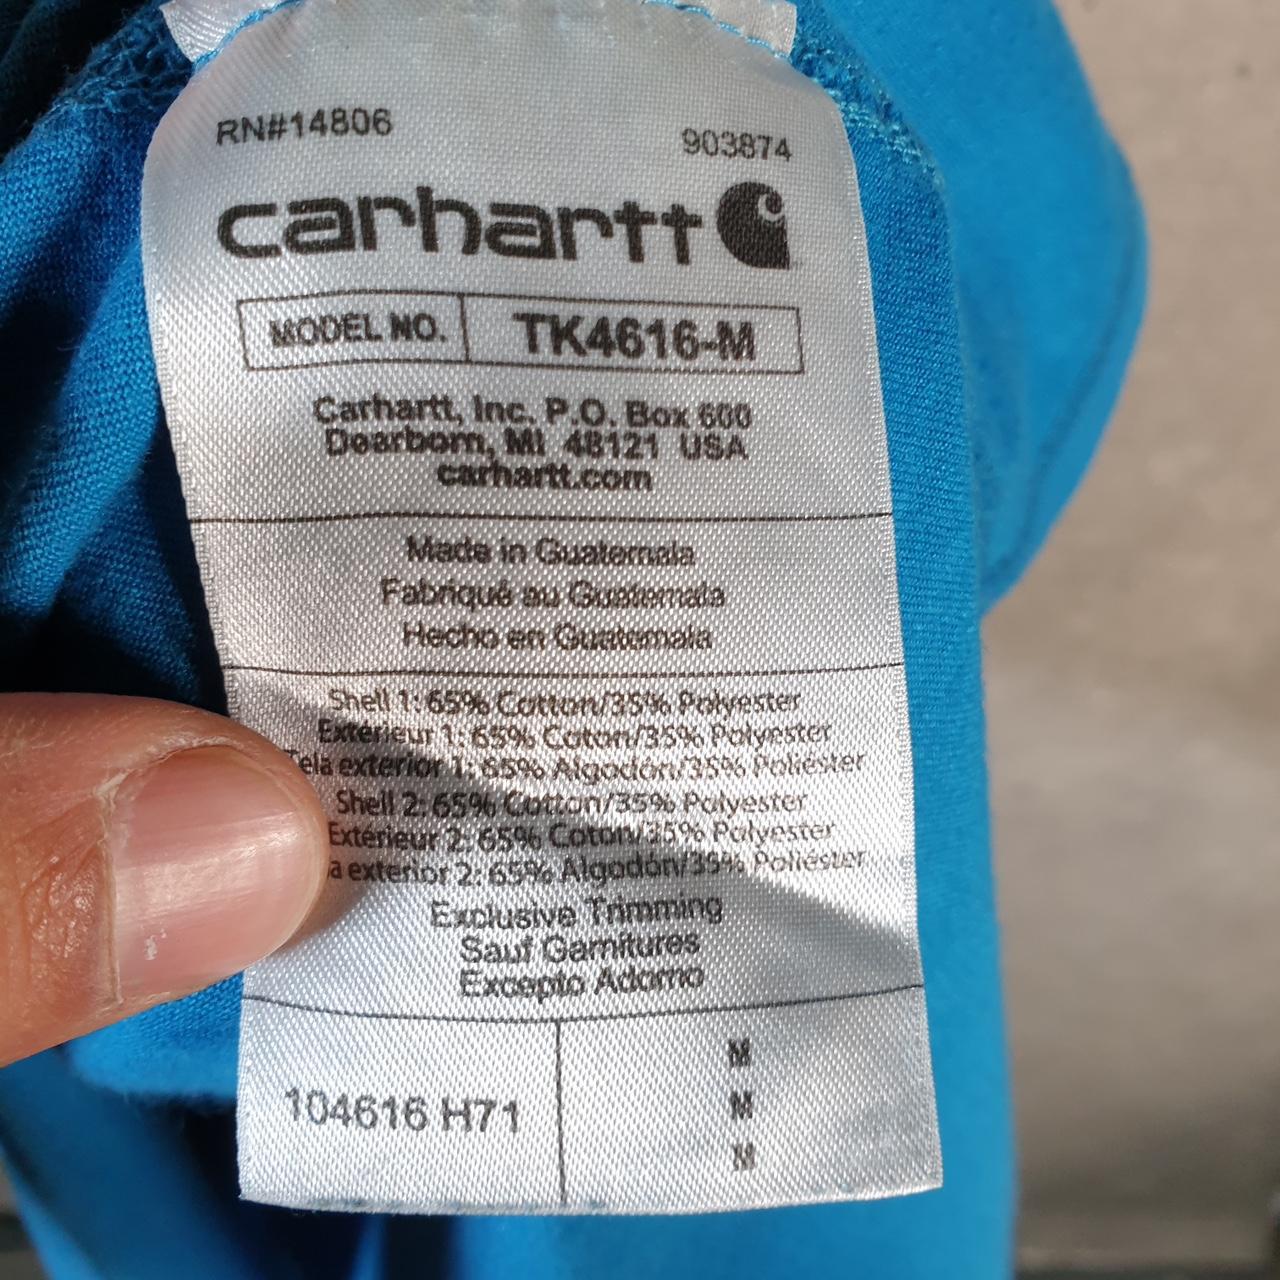 RN#14806 903874
carhartt
MODEL NO. TK4616-M
Carhartt, Inc. P.O. Box 600
Dearborn, MI 48121 USA
carhartt.com
Made in Guatemala
Fabriqué au Guatemala
Hecho en Guatemala
Shell 1: 65% Cotton/35% Polyester
Extérieur 1: 65% Coton/35% Polyester
Tela exterior 1: 65% Algodón/35% Poliéster
Shell 2: 65% Cotton/35% Polyester
Extérieur 2: 65% Coton/35% Polyester
a exterior 2: 65% Algodón/35% Poliéster
Exclusive Trimming
Sauf Garnitures
Excepto Adorno
104616 H71
M
M
M